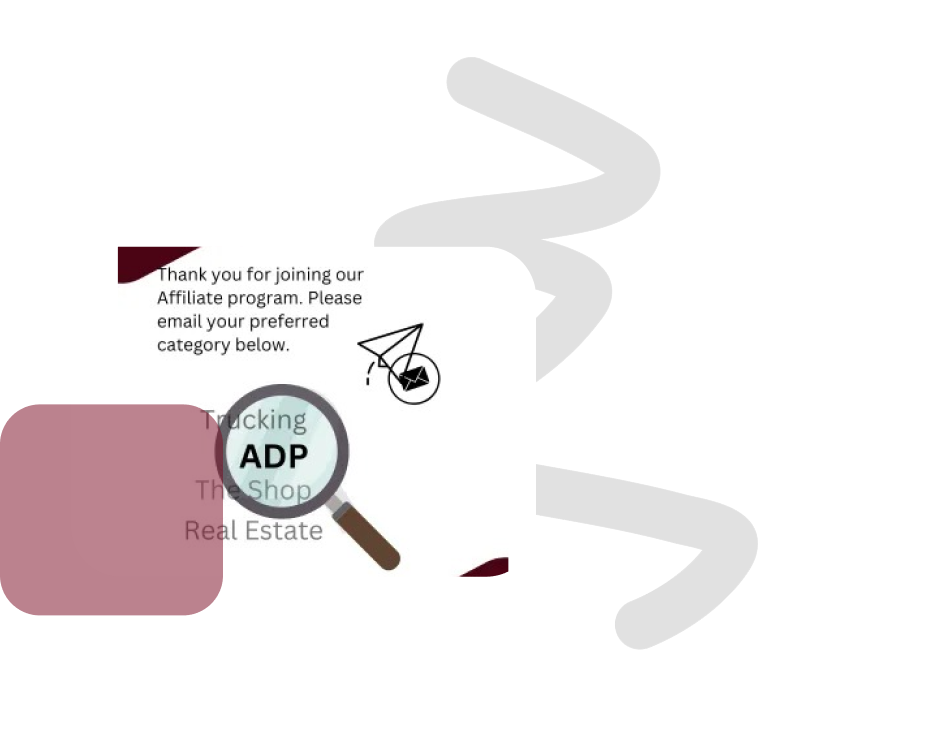 Thank you for joining our
Affiliate program. Please
email your preferred
category below.
Trucking
ADP
The Shop
Real Estate